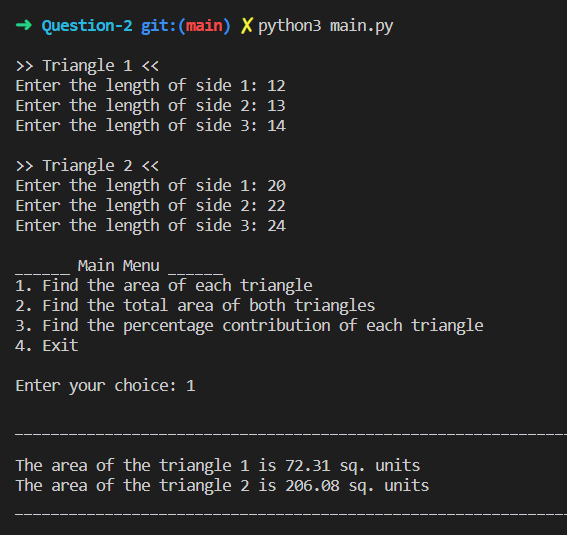 ➜ Question-2 git:(main) ✗ python3 main.py
>> Triangle 1 <<
Enter the length of side 1: 12
Enter the length of side 2: 13
Enter the length of side 3: 14
>> Triangle 2 <<
Enter the length of side 1: 20
Enter the length of side 2: 22
Enter the length of side 3: 24
______ Main Menu ______
1. Find the area of each triangle
2. Find the total area of both triangles
3. Find the percentage contribution of each triangle
4. Exit
Enter your choice: 1
The area of the triangle 1 is 72.31 sq. units
The area of the triangle 2 is 206.08 sq. units